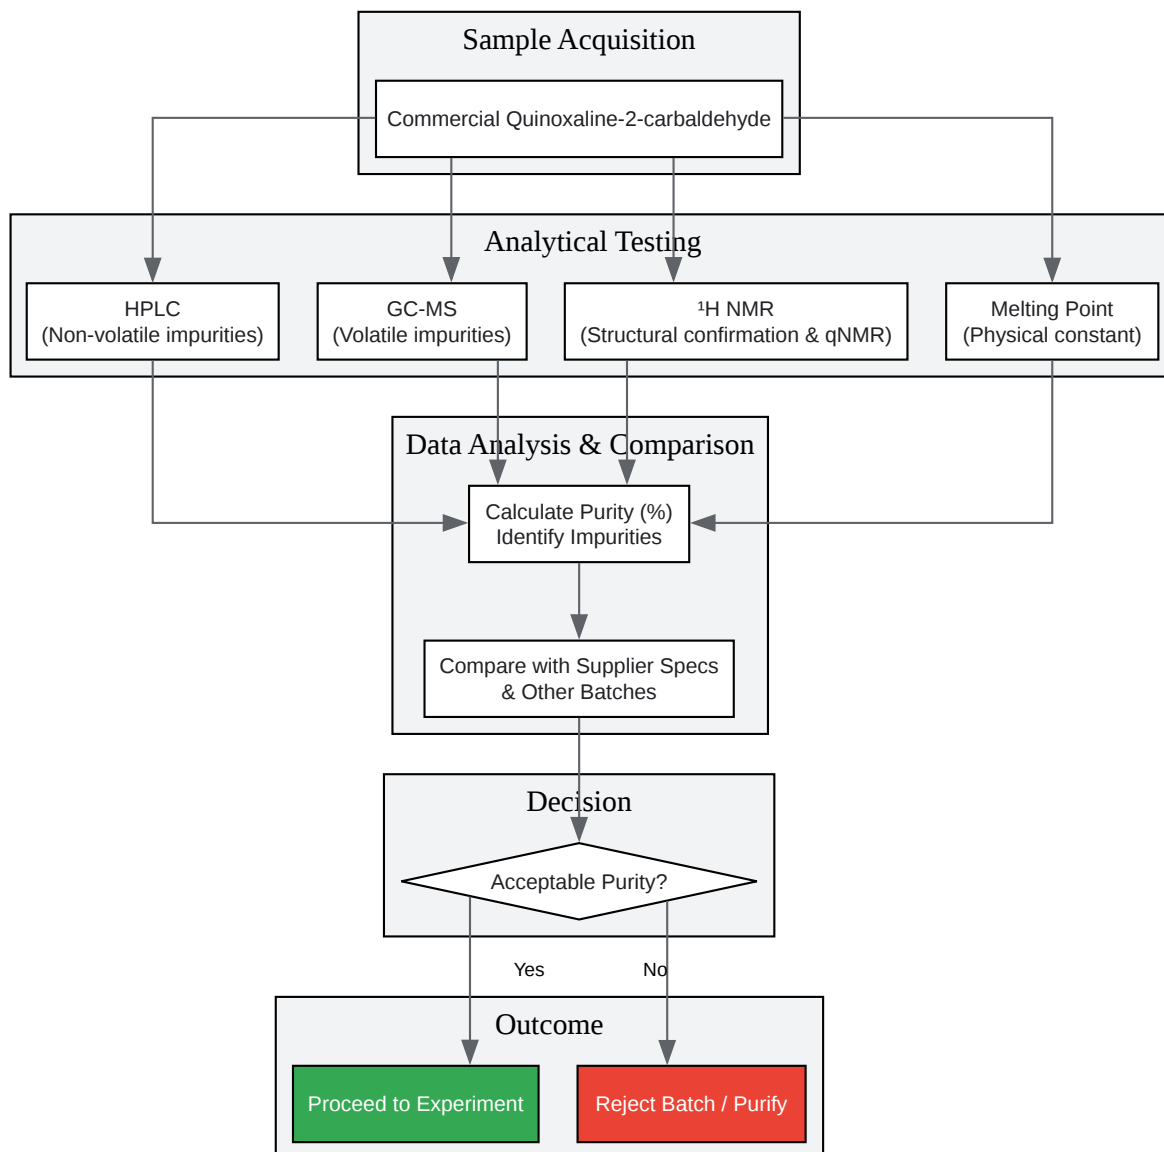 Sample Acquisition
Commercial Quinoxaline-2-carbaldehyde
Analytical Testing
HPLC
(Non-volatile impurities)
GC-MS
(Volatile impurities)
¹H NMR
(Structural confirmation & qNMR)
Melting Point
(Physical constant)
Data Analysis & Comparison
Calculate Purity (%)
Identify Impurities
Compare with Supplier Specs
& Other Batches
Decision
Acceptable Purity?
Yes
No
Outcome
Proceed to Experiment
Reject Batch / Purify